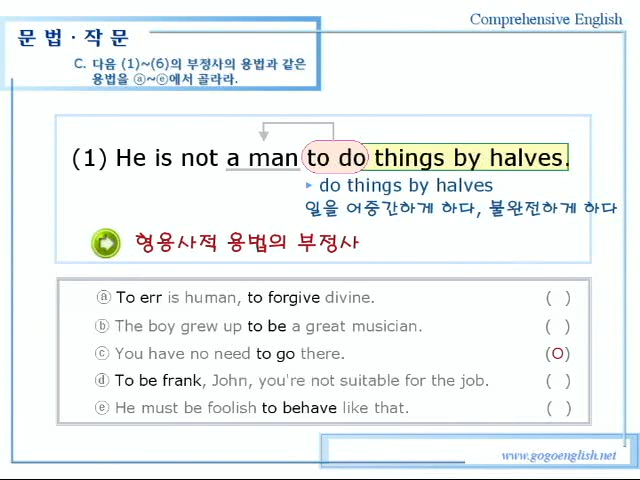 Comprehensive English
문 법 · 작 문
C. 다음 (1)~(6)의 부정사의 용법과 같은
용법을 ⓐ~ⓔ에서 골라라.
(1) He is not a man to do things by halves.
▸ do things by halves
일을 어중간하게 하다, 불완전하게 하다
형용사적 용법의 부정사
ⓐ To err is human, to forgive divine. ( )
ⓑ The boy grew up to be a great musician. ( )
ⓒ You have no need to go there. (O)
ⓓ To be frank, John, you're not suitable for the job. ( )
ⓔ He must be foolish to behave like that. ( )
www.gogoenglish.net